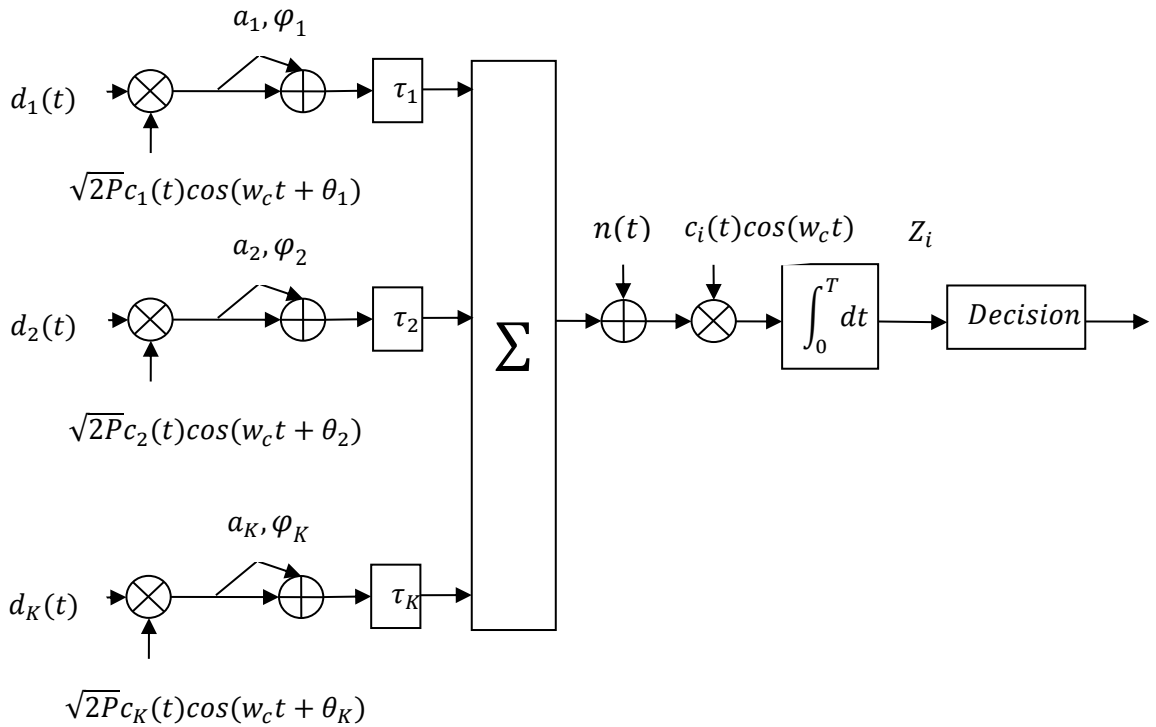 a₁, φ₁
d₁(t)
τ₁
√2P c₁(t)cos(w_c t + θ₁)
a₂, φ₂
d₂(t)
τ₂
√2P c₂(t)cos(w_c t + θ₂)
a_K, φ_K
d_K(t)
τ_K
√2P c_K(t)cos(w_c t + θ_K)
∑
n(t)
c_i(t)cos(w_c t)
Z_i
∫₀ᵀ dt
Decision